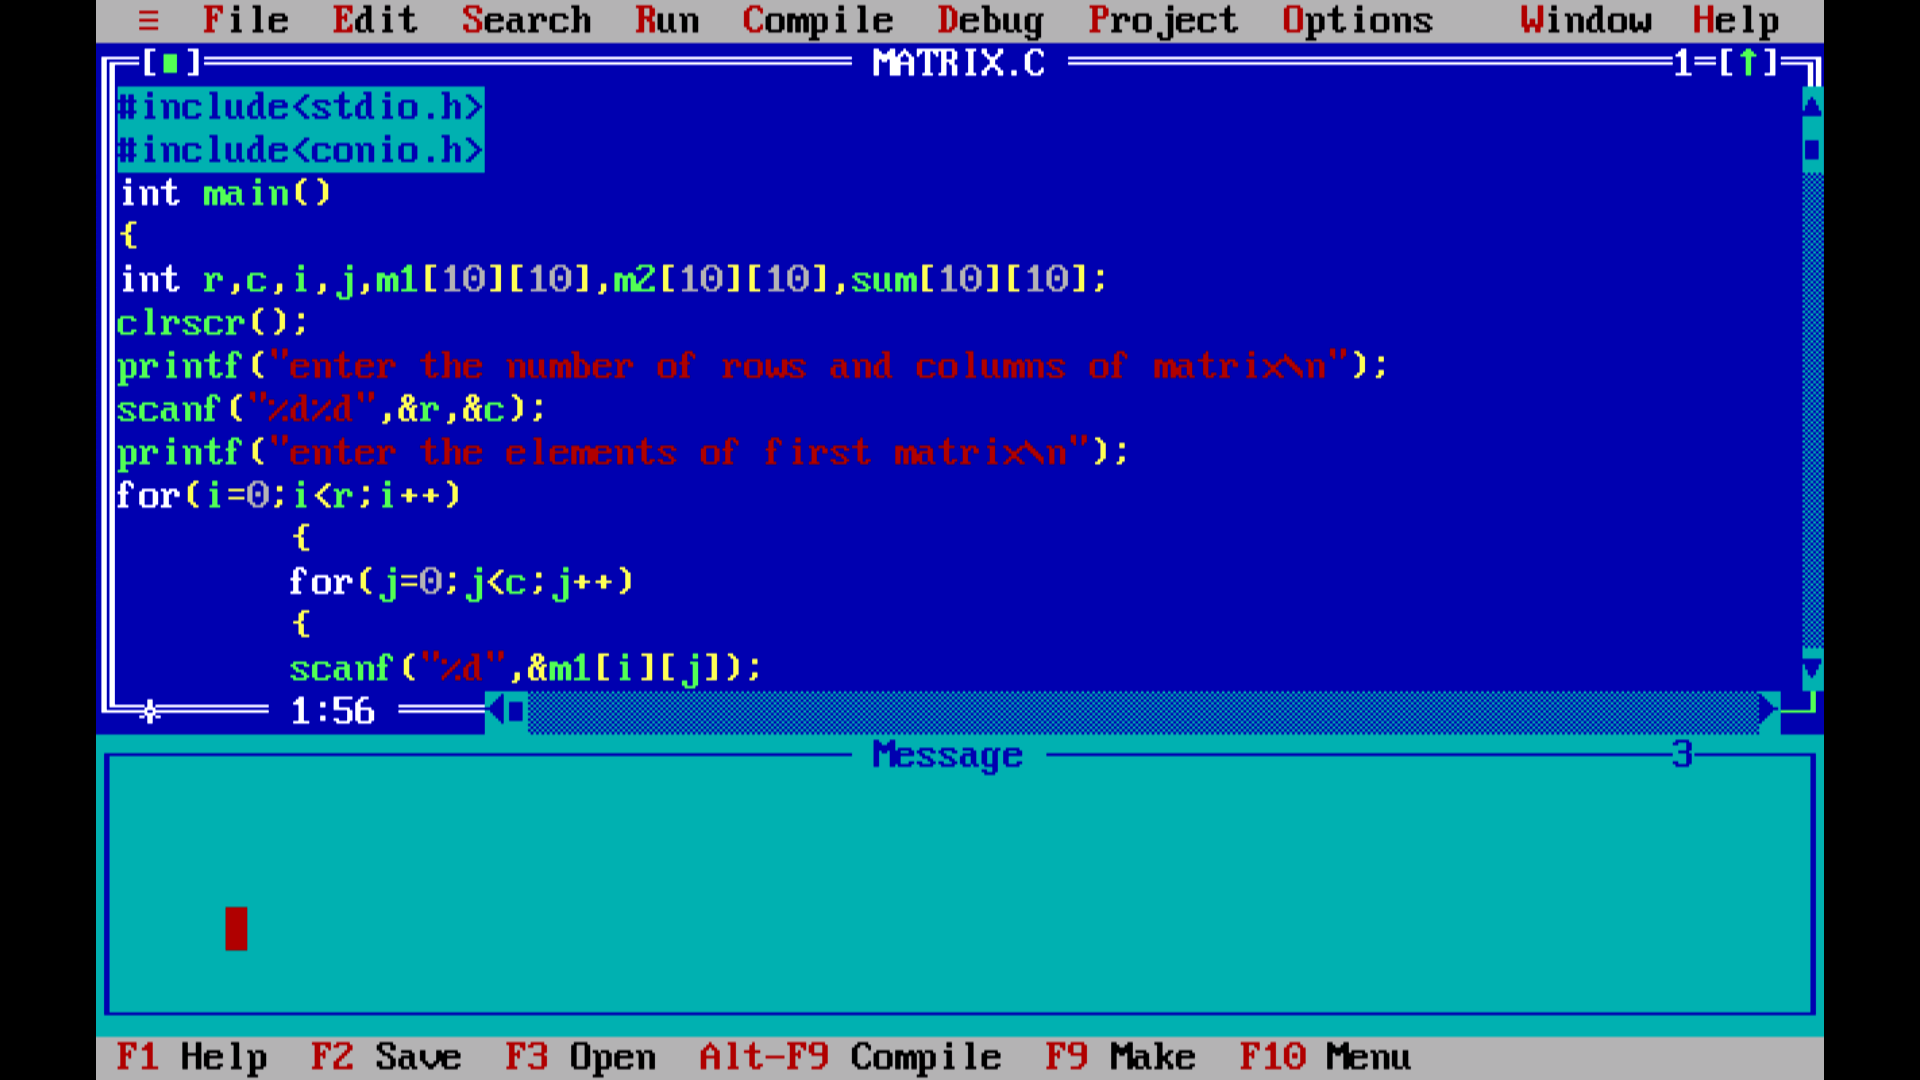 ≡ File Edit Search Run Compile Debug Project Options Window Help
[■] MATRIX.C 1=[↑]
#include<stdio.h>
#include<conio.h>
int main()
{
int r,c,i,j,m1[10][10],m2[10][10],sum[10][10];
clrscr();
printf("enter the number of rows and columns of matrix\n");
scanf("%d%d",&r,&c);
printf("enter the elements of first matrix\n");
for(i=0;i<r;i++)
{
for(j=0;j<c;j++)
{
scanf("%d",&m1[i][j]);
1:56
Message 3
F1 Help F2 Save F3 Open Alt-F9 Compile F9 Make F10 Menu